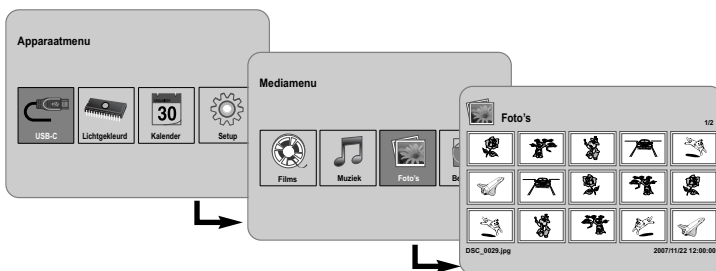 Apparaatmenu
30
USB-C
Lichtgekleurd
Kalender
Setup
Mediamenu
Films
Muziek
Foto's
Foto's
1/2
DSC_0029.jpg
2007/11/22 12:00:00